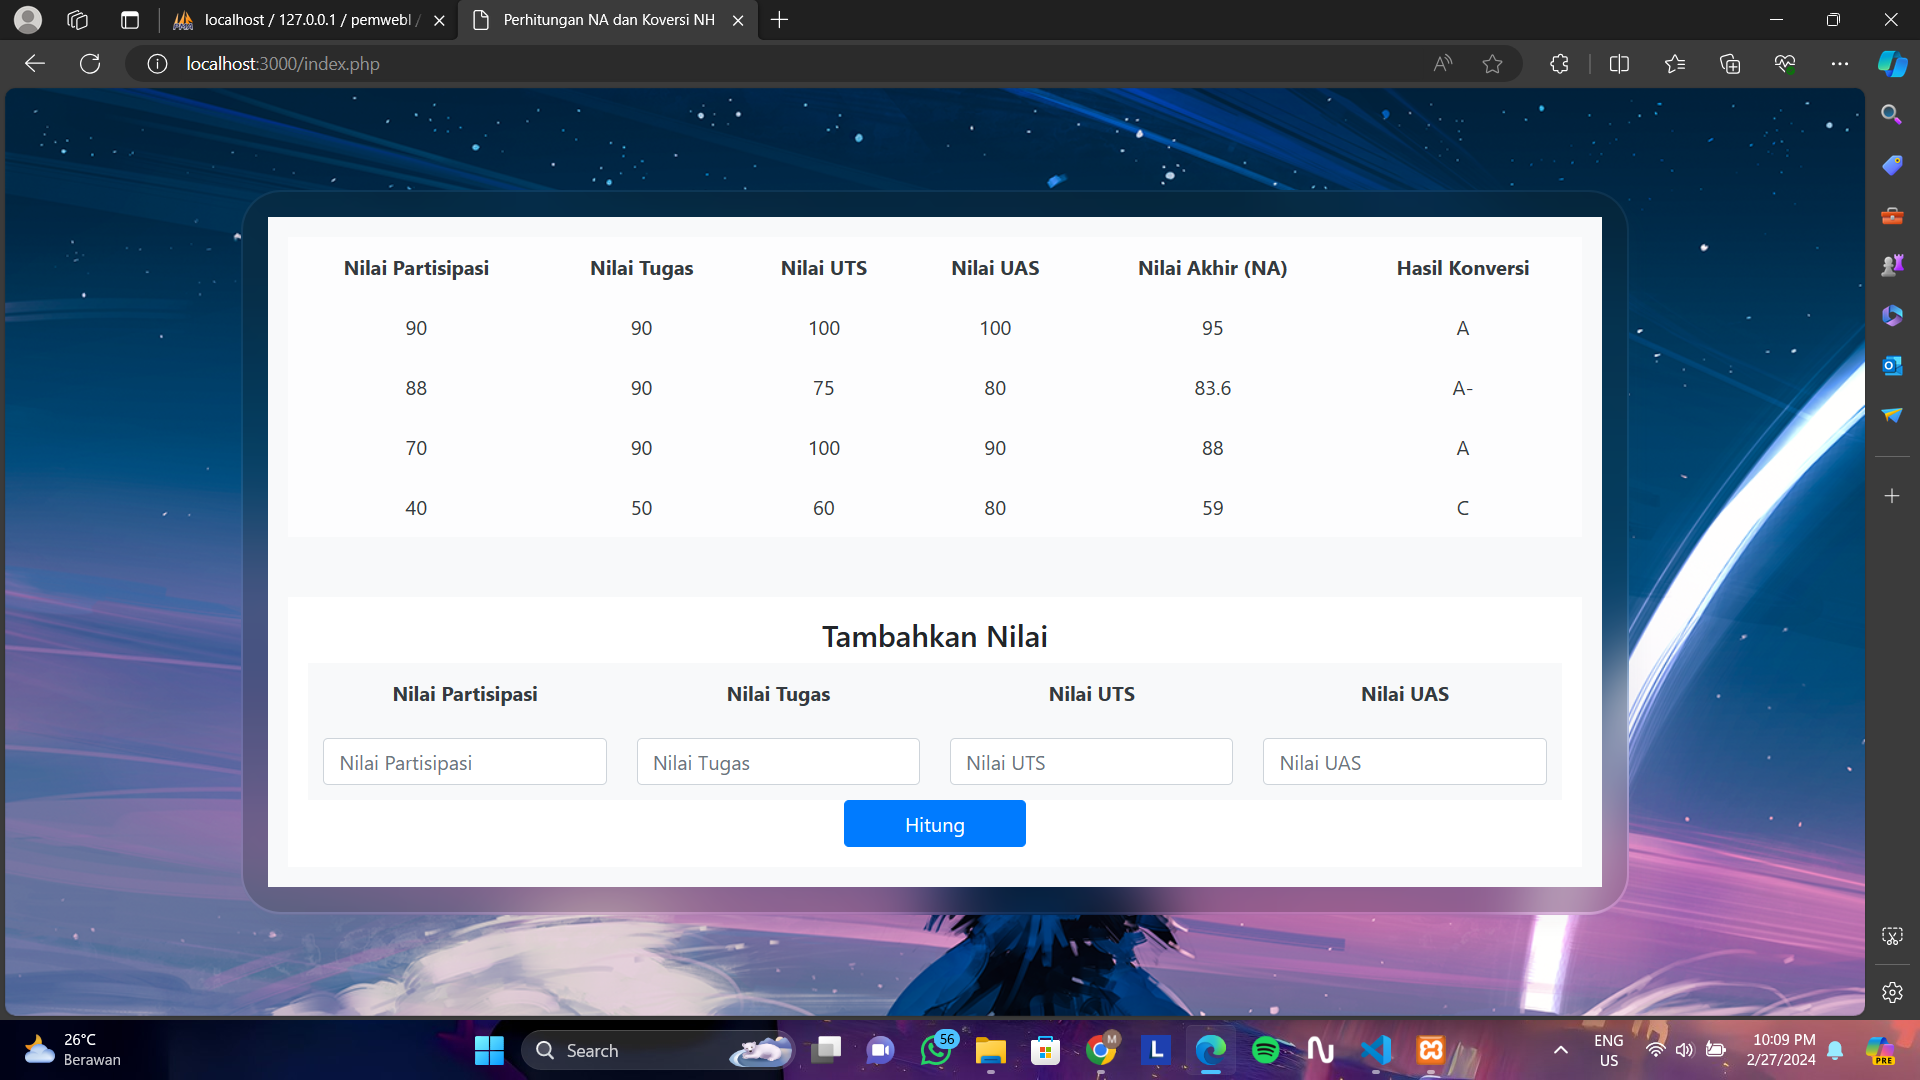 localhost / 127.0.0.1 / pemwebl /
Perhitungan NA dan Koversi NH
localhost:3000/index.php
Nilai Partisipasi Nilai Tugas Nilai UTS Nilai UAS Nilai Akhir (NA) Hasil Konversi
90 90 100 100 95 A
88 90 75 80 83.6 A-
70 90 100 90 88 A
40 50 60 80 59 C
Tambahkan Nilai
Nilai Partisipasi Nilai Tugas Nilai UTS Nilai UAS
Nilai Partisipasi Nilai Tugas Nilai UTS Nilai UAS
Hitung
26°C
Berawan
Search
56
M
L
ENG
US
10:09 PM
2/27/2024
PRE